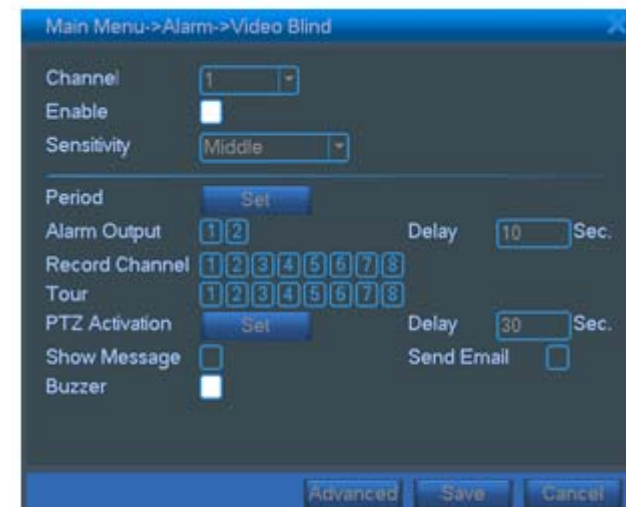 Main Menu->Alarm->Video Blind
Channel 1
Enable
Sensitivity Middle
Period Set
Alarm Output 1 2 Delay 10 Sec.
Record Channel 1 2 3 4 5 6 7 8
Tour 1 2 3 4 5 6 7 8
PTZ Activation Set Delay 30 Sec.
Show Message Send Email
Buzzer
Advanced Save Cancel